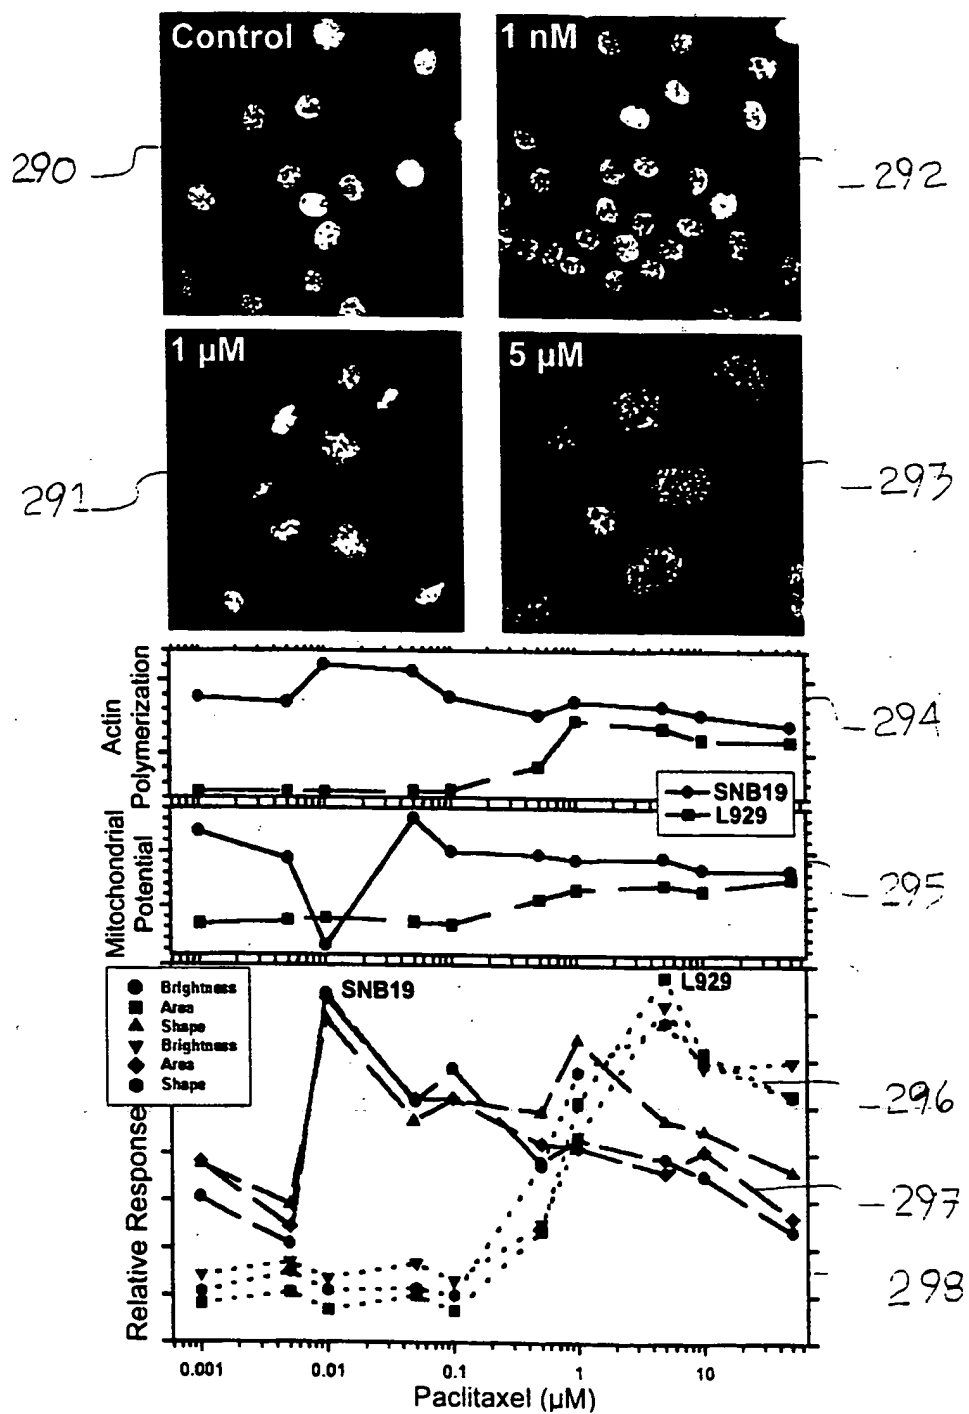 Control
1 nM
290
292
1 µM
5 µM
291
293
Actin
Polymerization
294
SNB19
L929
Mitochondrial
Potential
295
Brightness
Area
Shape
Brightness
Area
Shape
SNB19
L929
296
297
298
Relative Response
0.001
0.01
0.1
1
10
Paclitaxel (µM)